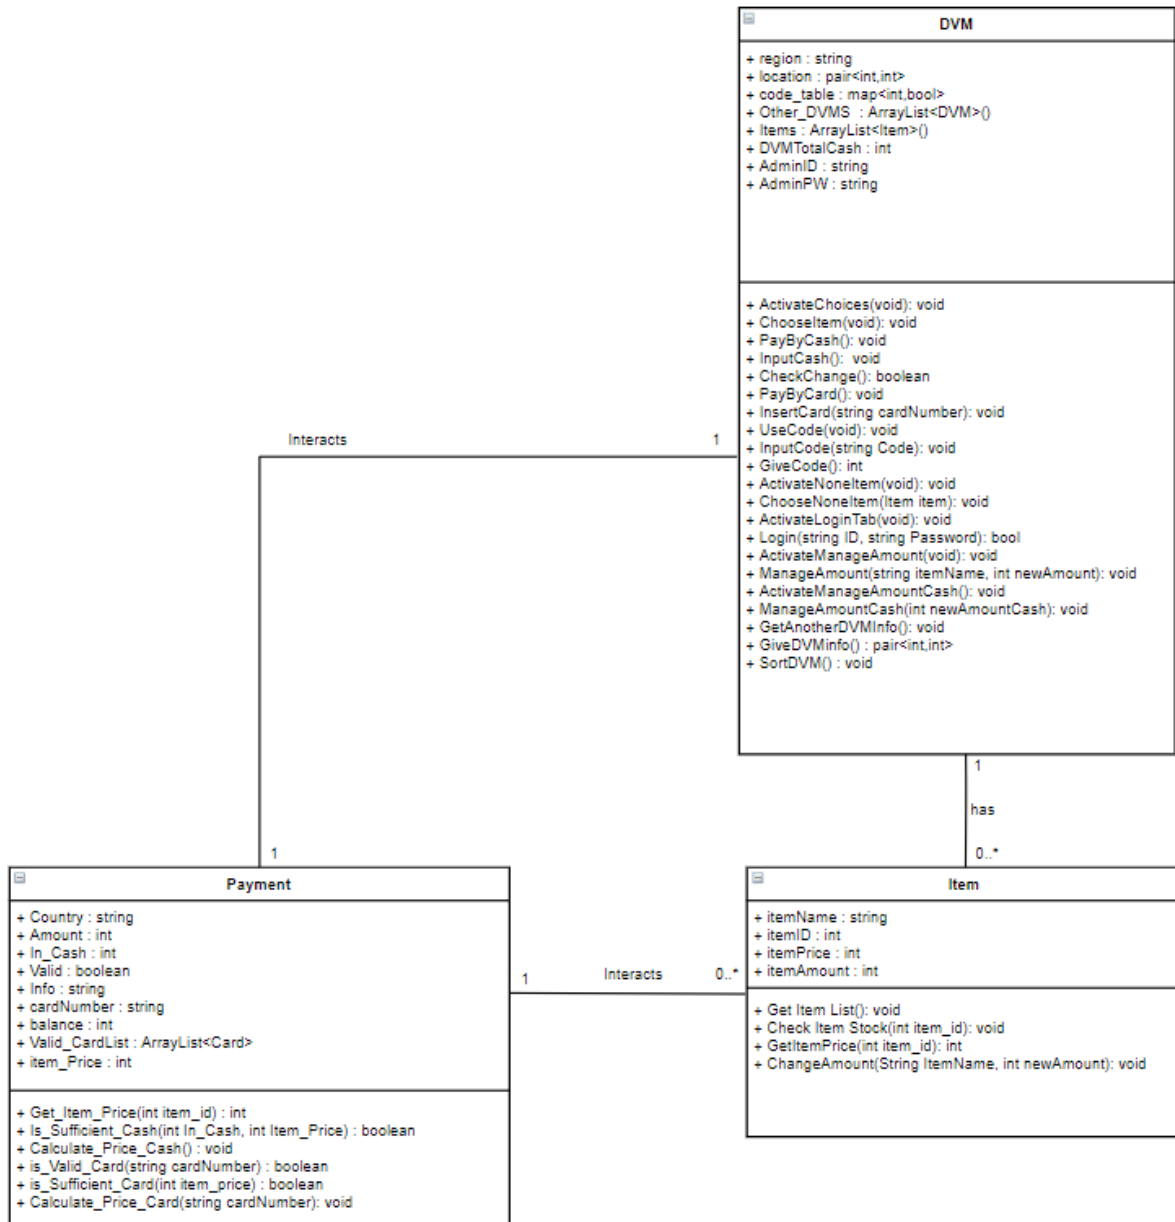 DVM
+ region : string
+ location : pair<int,int>
+ code_table : map<int,bool>
+ Other_DVMS : ArrayList<DVM>()
+ Items : ArrayList<Item>()
+ DVMTotalCash : int
+ AdminID : string
+ AdminPW : string
+ ActivateChoices(void): void
+ ChooseItem(void): void
+ PayByCash(): void
+ InputCash(): void
+ CheckChange(): boolean
+ PayByCard(): void
+ InsertCard(string cardNumber): void
+ UseCode(void): void
+ InputCode(string Code): void
+ GiveCode(): int
+ ActivateNoneItem(void): void
+ ChooseNoneItem(Item item): void
+ ActivateLoginTab(void): void
+ Login(string ID, string Password): bool
+ ActivateManageAmount(void): void
+ ManageAmount(string itemName, int newAmount): void
+ ActivateManageAmountCash(): void
+ ManageAmountCash(int newAmountCash): void
+ GetAnotherDVMInfo(): void
+ GiveDVMinfo() : pair<int,int>
+ SortDVM() : void
Interacts
1
1
1
has
0..*
Payment
+ Country : string
+ Amount : int
+ In_Cash : int
+ Valid : boolean
+ Info : string
+ cardNumber : string
+ balance : int
+ Valid_CardList : ArrayList<Card>
+ item_Price : int
+ Get_Item_Price(int item_id) : int
+ Is_Sufficient_Cash(int In_Cash, int Item_Price) : boolean
+ Calculate_Price_Cash() : void
+ is_Valid_Card(string cardNumber) : boolean
+ is_Sufficient_Card(int item_price) : boolean
+ Calculate_Price_Card(string cardNumber): void
1
Interacts
0..*
Item
+ itemName : string
+ itemID : int
+ itemPrice : int
+ itemAmount : int
+ Get Item List(): void
+ Check Item Stock(int item_id): void
+ GetItemPrice(int item_id): int
+ ChangeAmount(String ItemName, int newAmount): void